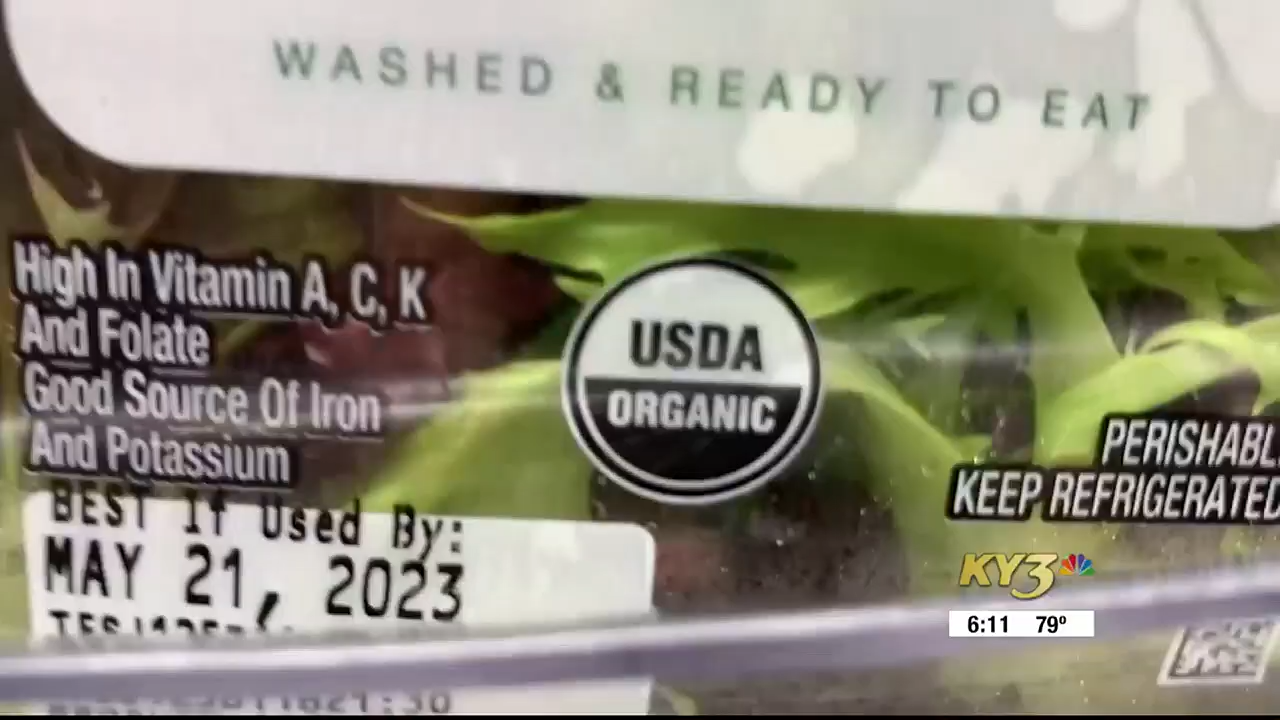 WASHED & READY TO EAT
High In Vitamin A, C, K
And Folate
Good Source Of Iron
And Potassium
USDA
ORGANIC
PERISHABL
KEEP REFRIGERATED
BEST If Used By:
MAY 21, 2023
KY3
6:11 79º